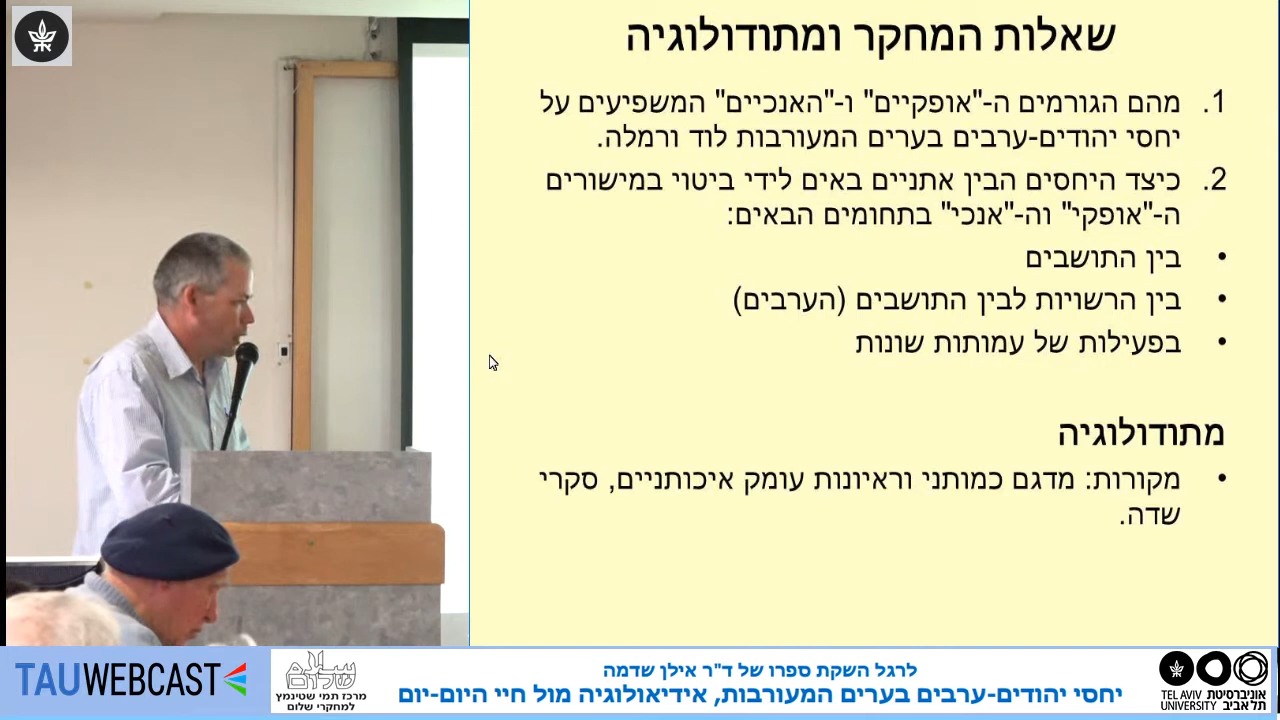 שאלות המחקר ומתודולוגיה
1. מהם הגורמים ה-"אופקיים" ו-"האנכיים" המשפיעים על
יחסי יהודים-ערבים בערים המעורבות לוד ורמלה.
2. כיצד היחסים הבין אתניים באים לידי ביטוי במישורים
ה-"אופקי" וה-"אנכי" בתחומים הבאים:
• בין התושבים
• בין הרשויות לבין התושבים (הערבים)
• בפעילות של עמותות שונות
מתודולוגיה
• מקורות: מדגם כמותני וראיונות עומק איכותניים, סקרי
שדה.
TAUWEBCAST
שלום
מרכז תמי שטינמץ
למחקרי שלום
לרגל השקת ספרו של ד"ר אילן שדמה
יחסי יהודים-ערבים בערים המעורבות, אידיאולוגיה מול חיי היום-יום
TEL AVIV אוניברסיטת
UNIVERSITY תל אביב